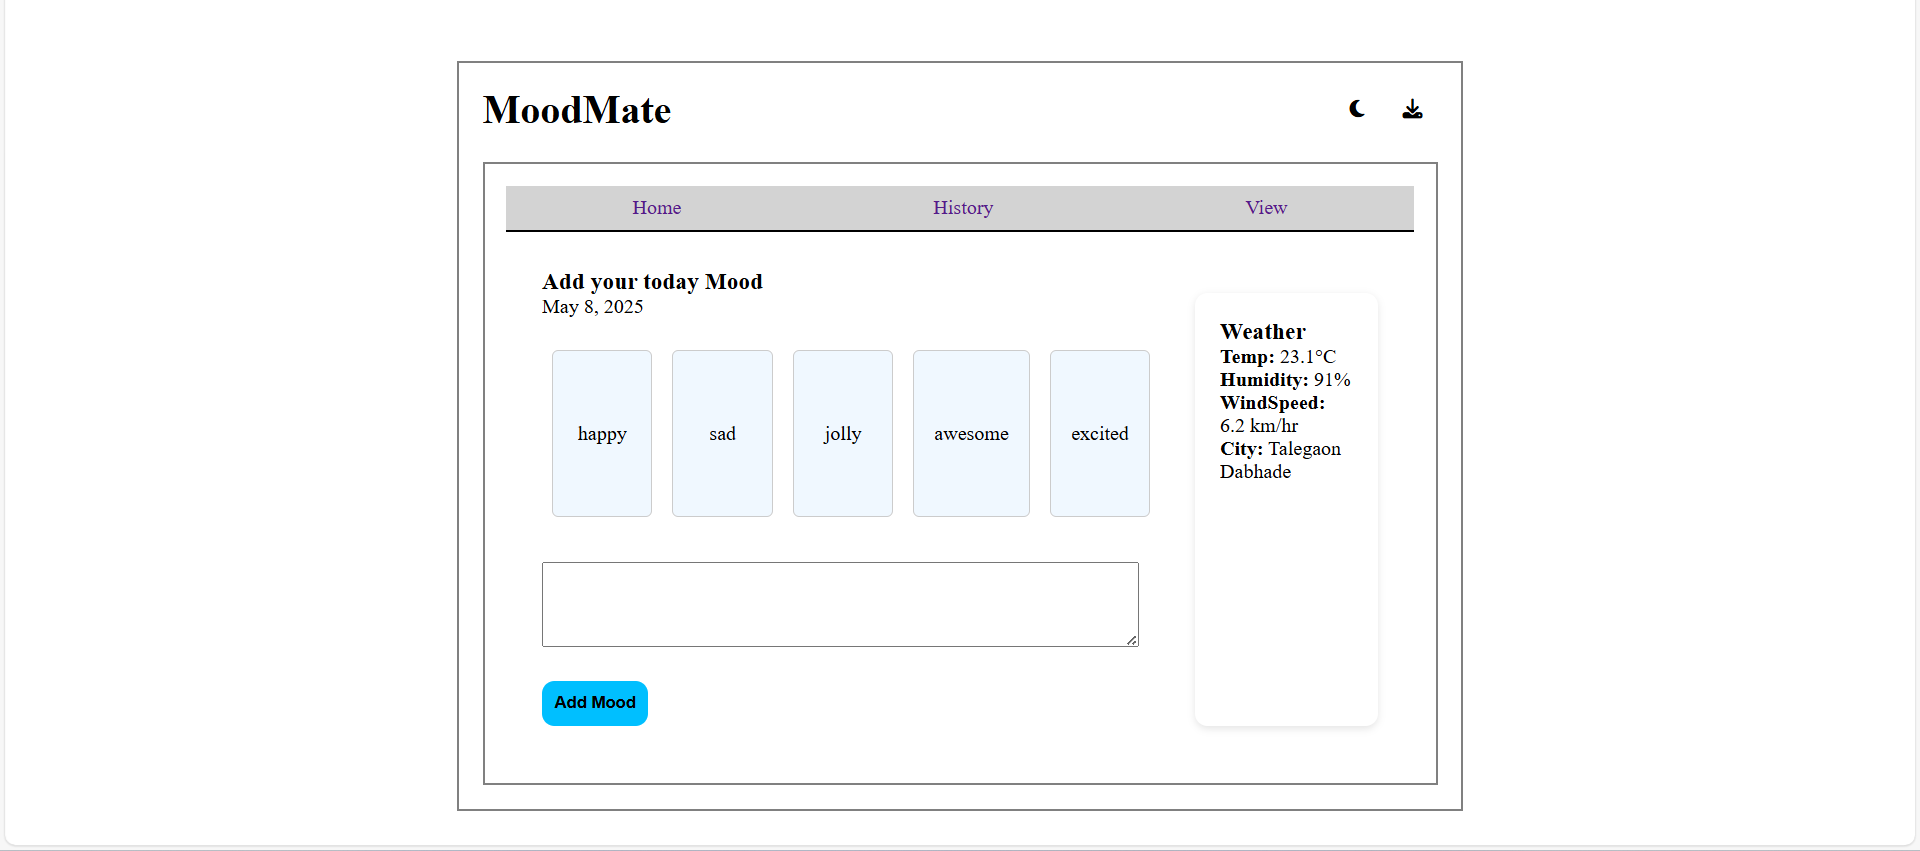 MoodMate
Home History View
Add your today Mood
May 8, 2025
happy sad jolly awesome excited
Add Mood
Weather
Temp: 23.1°C
Humidity: 91%
WindSpeed:
6.2 km/hr
City: Talegaon
Dabhade